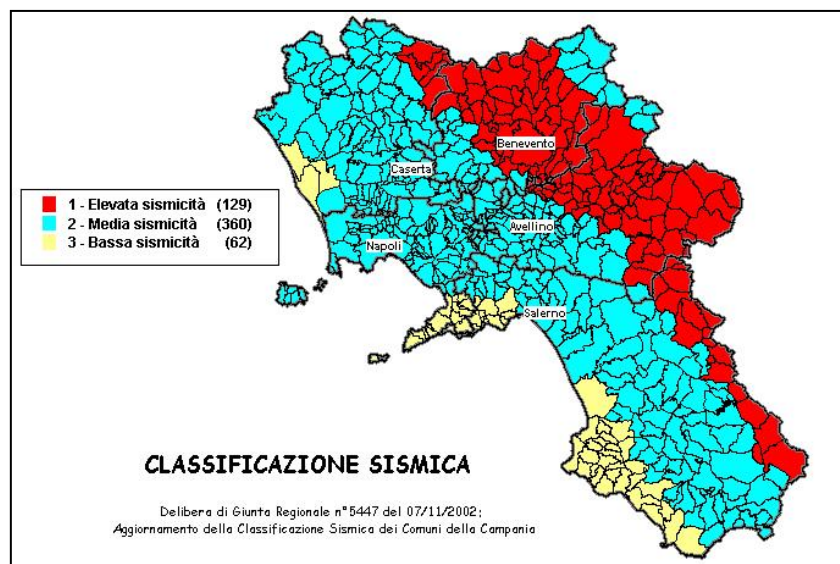 Benevento
Caserta
1 - Elevata sismicità (129)
2 - Media sismicità (360)
3 - Bassa sismicità (62)
Avellino
Napoli
Salerno
CLASSIFICAZIONE SISMICA
Delibera di Giunta Regionale n°5447 del 07/11/2002;
Aggiornamento della Classificazione Sismica dei Comuni della Campania